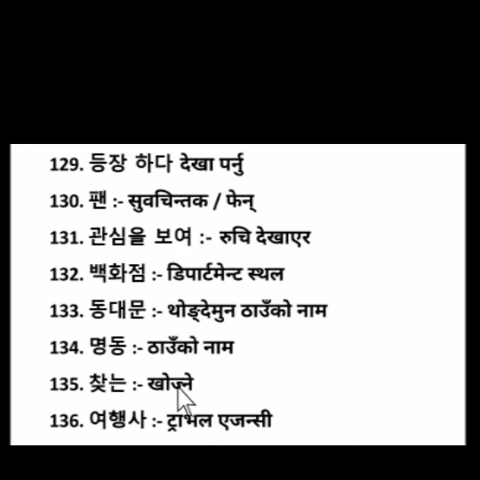 129. 등장 하다 देखा पर्नु
130. 팬 :- सुवचिन्तक / फेन्
131. 관심을 보여 :- रुचि देखाएर
132. 백화점 :- डिपार्टमेन्ट स्थल
133. 동대문 :- थोङ्देमुन ठाउँको नाम
134. 명동 :- ठाउँको नाम
135. 찾는 :- खोज्ने
136. 여행사 :- ट्राभल एजन्सी